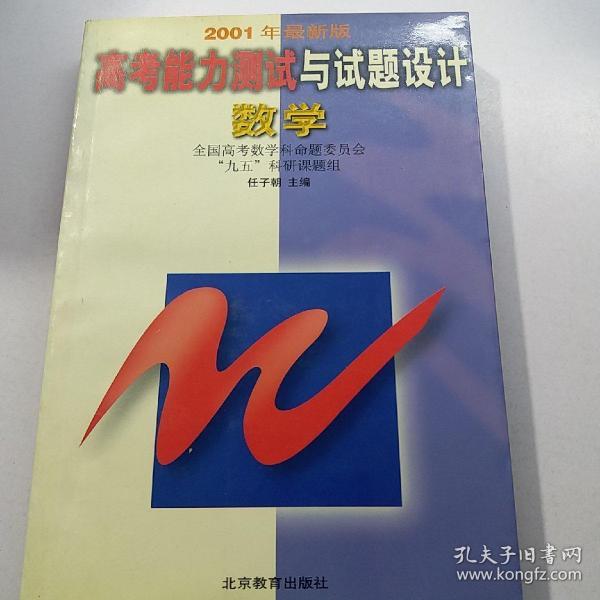 2001年最新版
高考能力测试与试题设计
数学
全国高考数学科命题委员会
“九五”科研课题组
任子朝 主编
北京教育出版社
孔夫子旧书网
www.kongfz.com